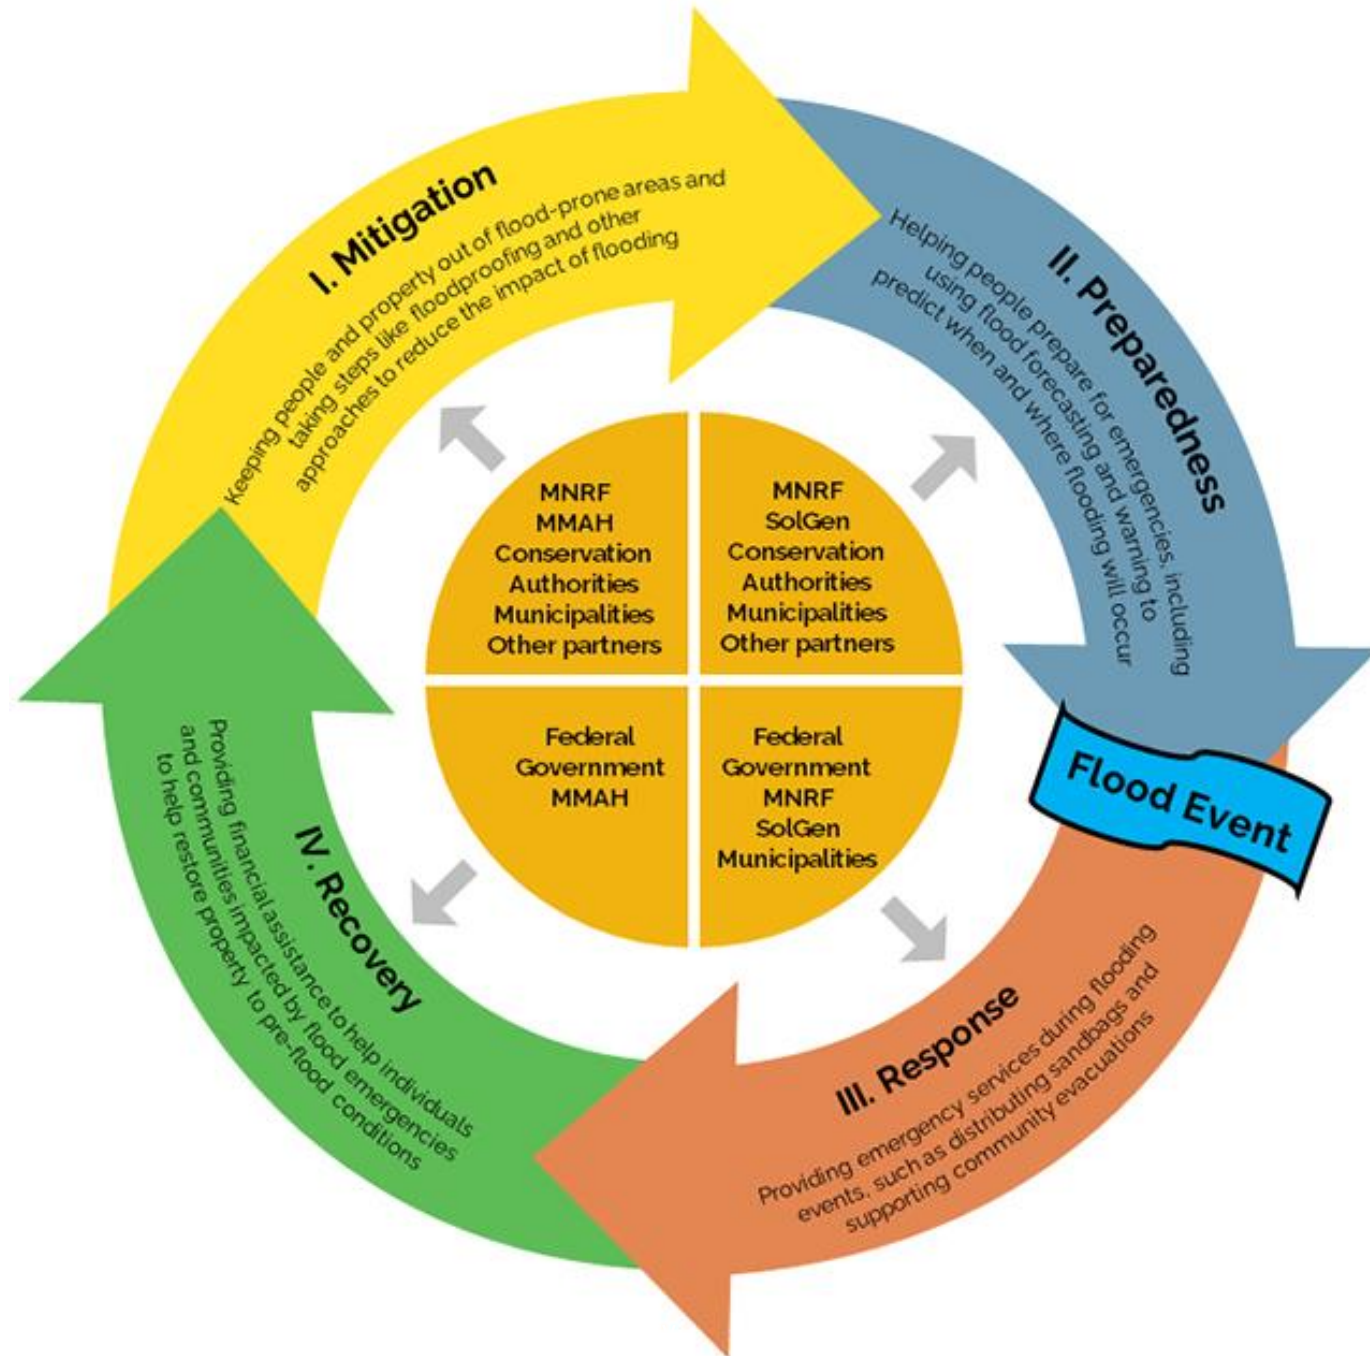 I. Mitigation
Keeping people and property out of flood-prone areas and
taking steps like floodproofing and other
approaches to reduce the impact of flooding
II. Preparedness
Helping people prepare for emergencies, including
using flood forecasting and warning to
predict when and where flooding will occur
Flood Event
III. Response
Providing emergency services during flooding
events, such as distributing sandbags and
supporting community evacuations
IV. Recovery
Providing financial assistance to help individuals
and communities impacted by flood emergencies
to help restore property to pre-flood conditions
MNRF
MMAH
Conservation
Authorities
Municipalities
Other partners
MNRF
SolGen
Conservation
Authorities
Municipalities
Other partners
Federal
Government
MMAH
Federal
Government
MNRF
SolGen
Municipalities